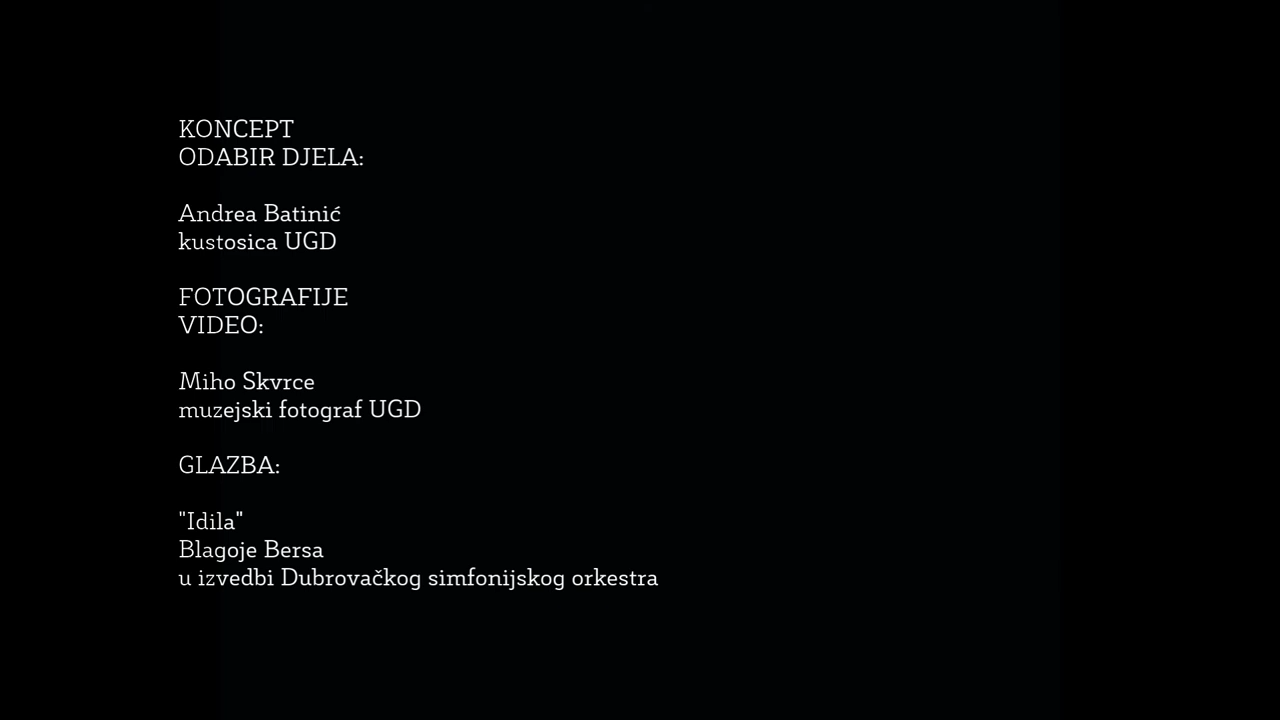 KONCEPT
ODABIR DJELA:
Andrea Batinić
kustosica UGD
FOTOGRAFIJE
VIDEO:
Miho Skvrce
muzejski fotograf UGD
GLAZBA:
"Idila"
Blagoje Bersa
u izvedbi Dubrovačkog simfonijskog orkestra